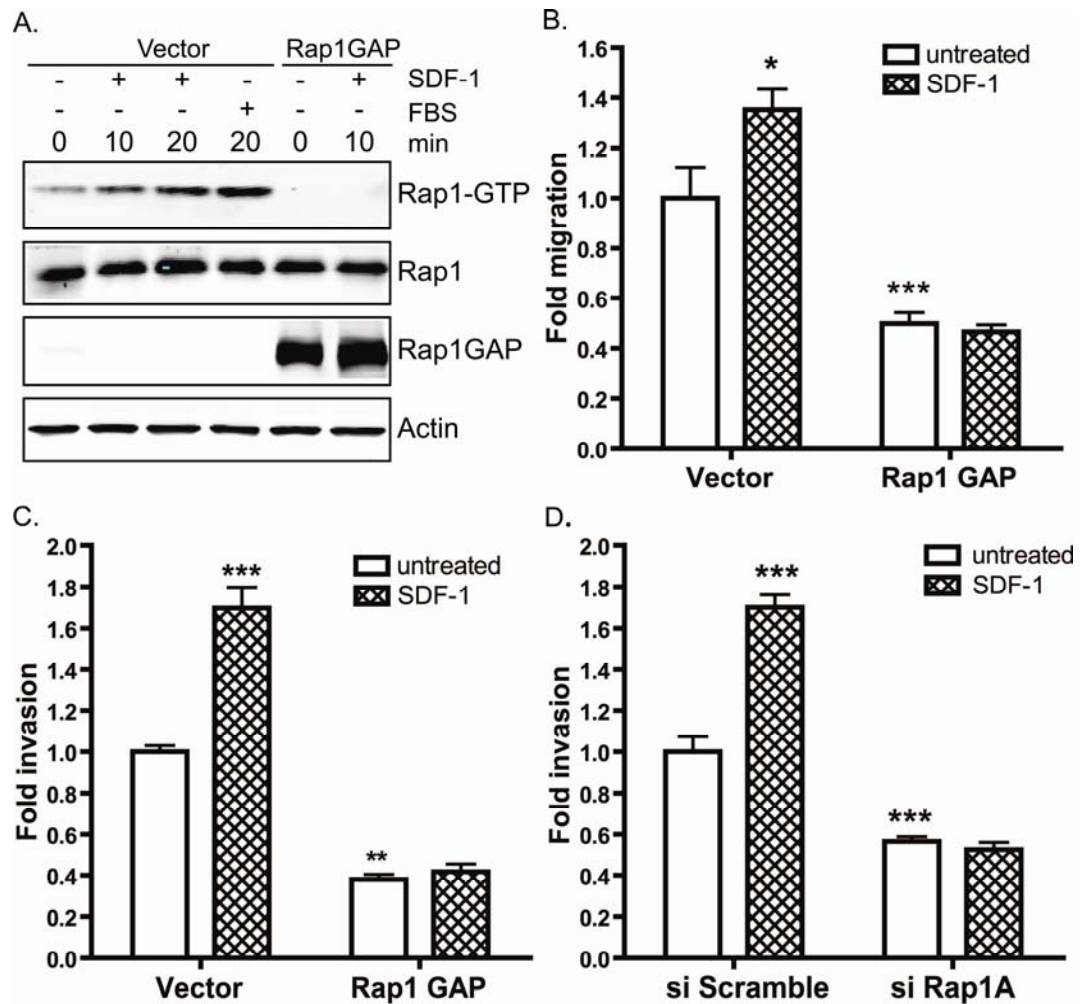 A.
Vector Rap1GAP
- + + - - + SDF-1
- - - + - - FBS
0 10 20 20 0 10 min
Rap1-GTP
Rap1
Rap1GAP
Actin
B.
untreated
SDF-1
Fold migration
1.6
1.4
1.2
1.0
0.8
0.6
0.4
0.2
0.0
*
***
Vector Rap1 GAP
C.
untreated
SDF-1
Fold invasion
2.0
1.8
1.6
1.4
1.2
1.0
0.8
0.6
0.4
0.2
0.0
***
**
Vector Rap1 GAP
D.
untreated
SDF-1
Fold invasion
2.0
1.8
1.6
1.4
1.2
1.0
0.8
0.6
0.4
0.2
0.0
***
***
si Scramble si Rap1A